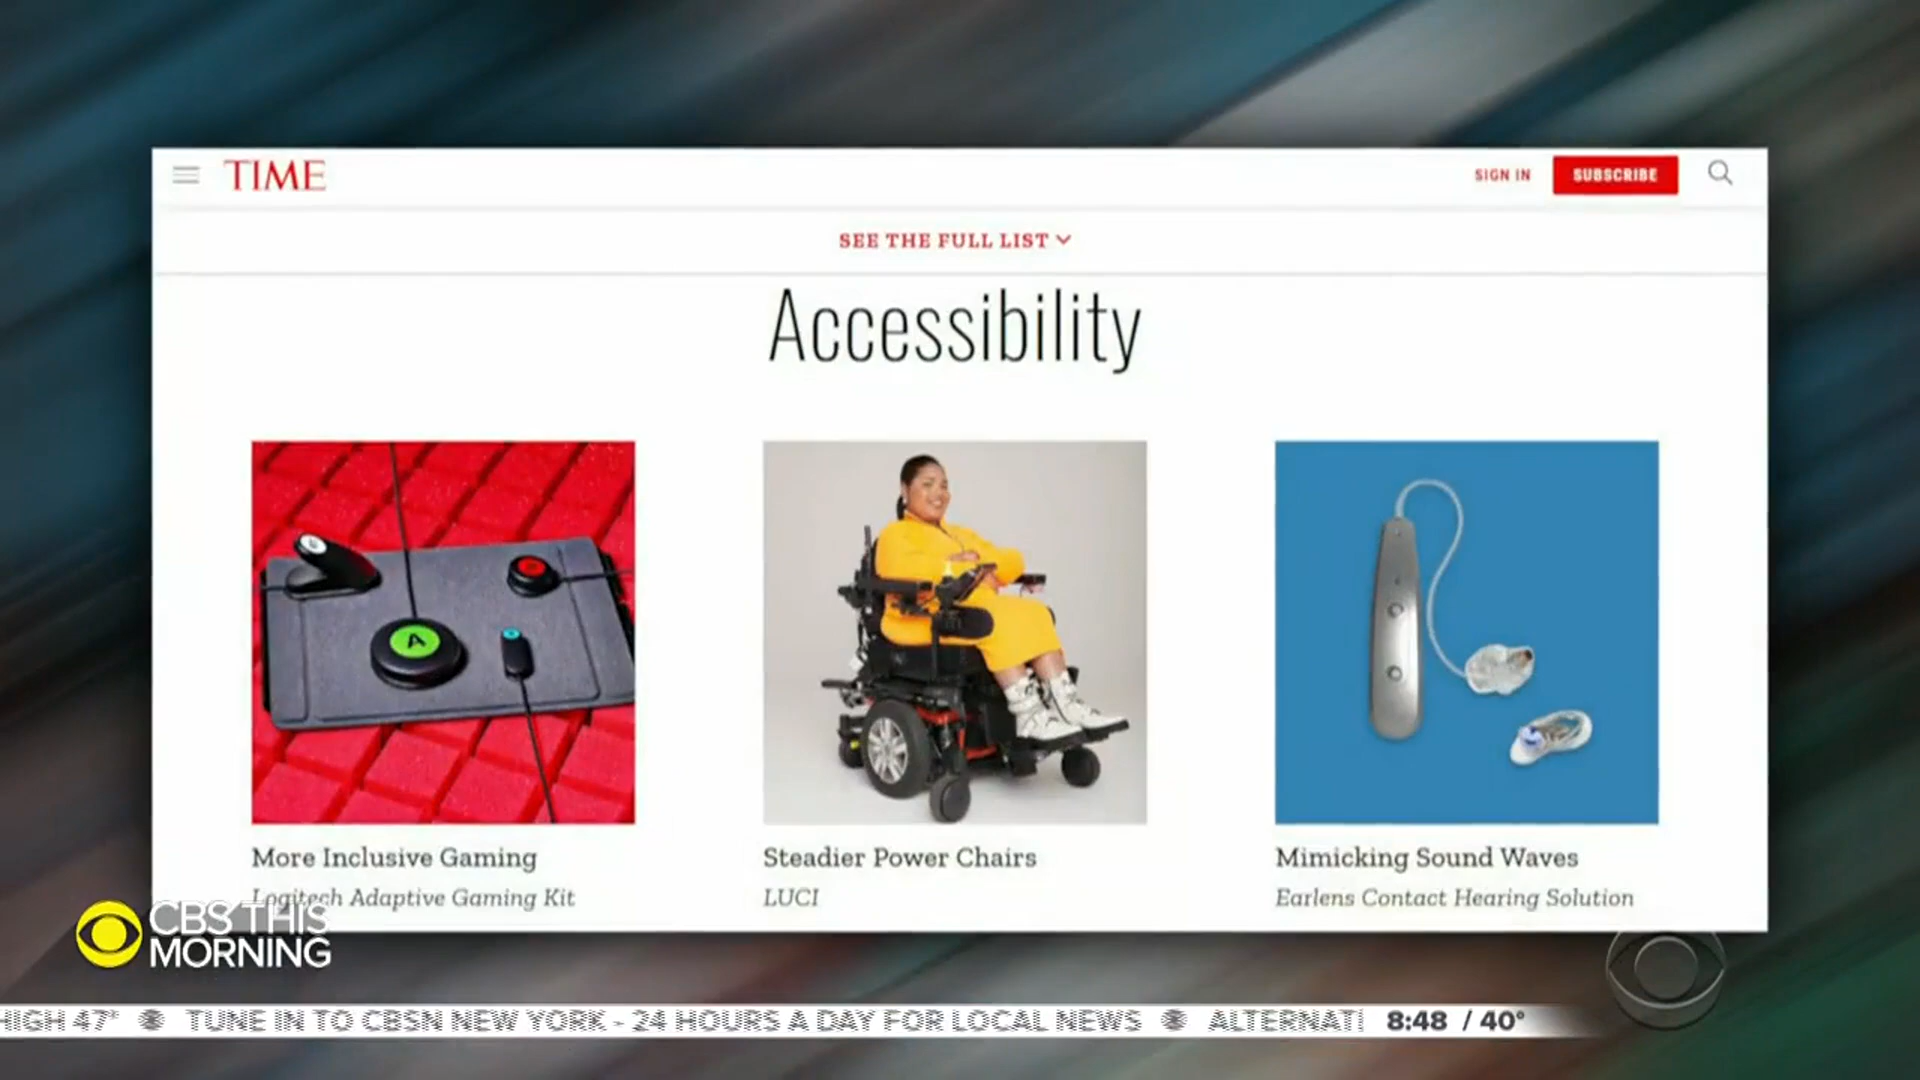 TIME
SIGN IN
SUBSCRIBE
SEE THE FULL LIST
Accessibility
A
More Inclusive Gaming
Logitech Adaptive Gaming Kit
Steadier Power Chairs
LUCI
Mimicking Sound Waves
Earlens Contact Hearing Solution
CBS THIS
MORNING
HIGH 47° TUNE IN TO CBSN NEW YORK - 24 HOURS A DAY FOR LOCAL NEWS ALTERNATI 8:48 / 40°